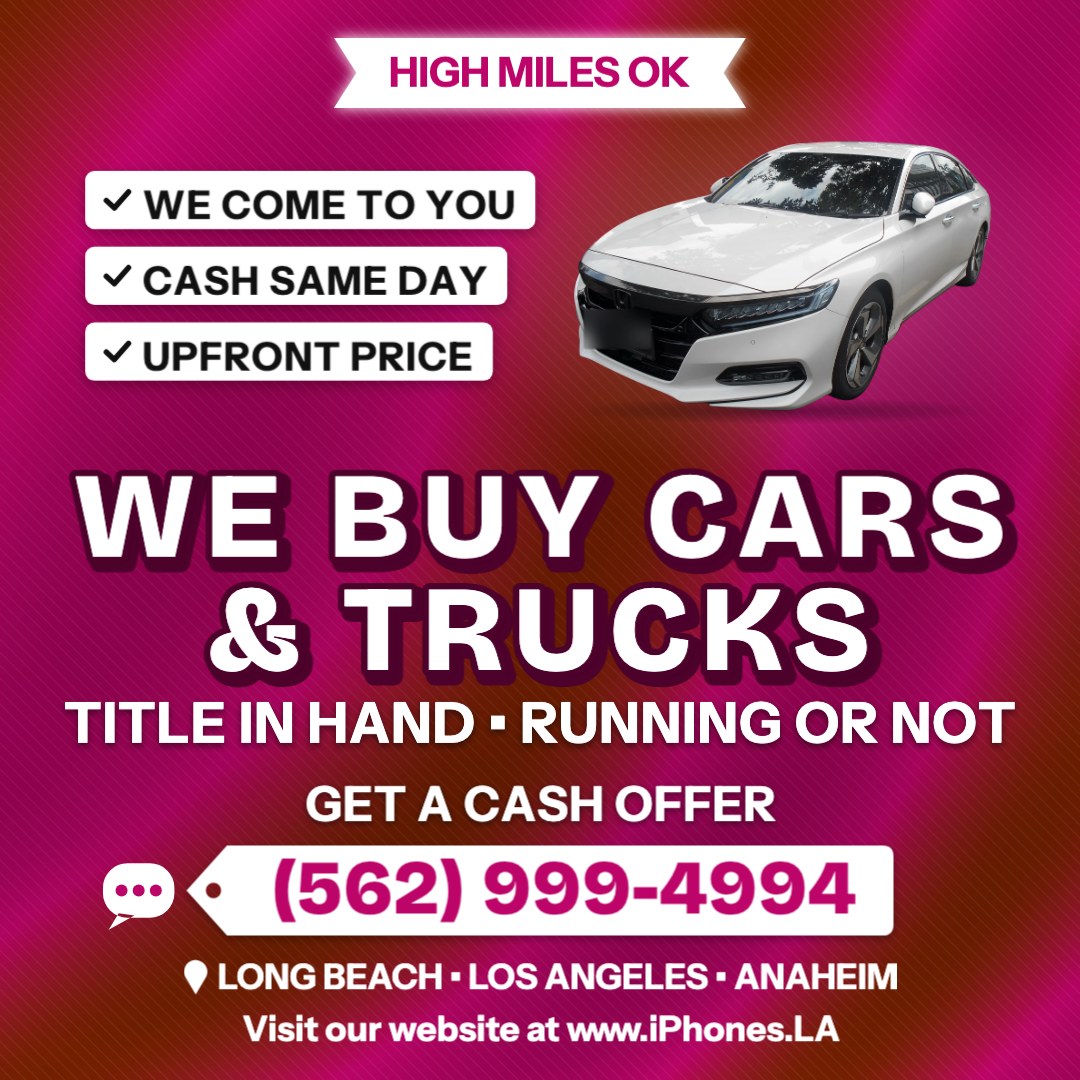 HIGH MILES OK
WE COME TO YOU
CASH SAME DAY
UPFRONT PRICE
WE BUY CARS
& TRUCKS
TITLE IN HAND ▪ RUNNING OR NOT
GET A CASH OFFER
(562) 999-4994
LONG BEACH ▪ LOS ANGELES ▪ ANAHEIM
Visit our website at www.iPhones.LA